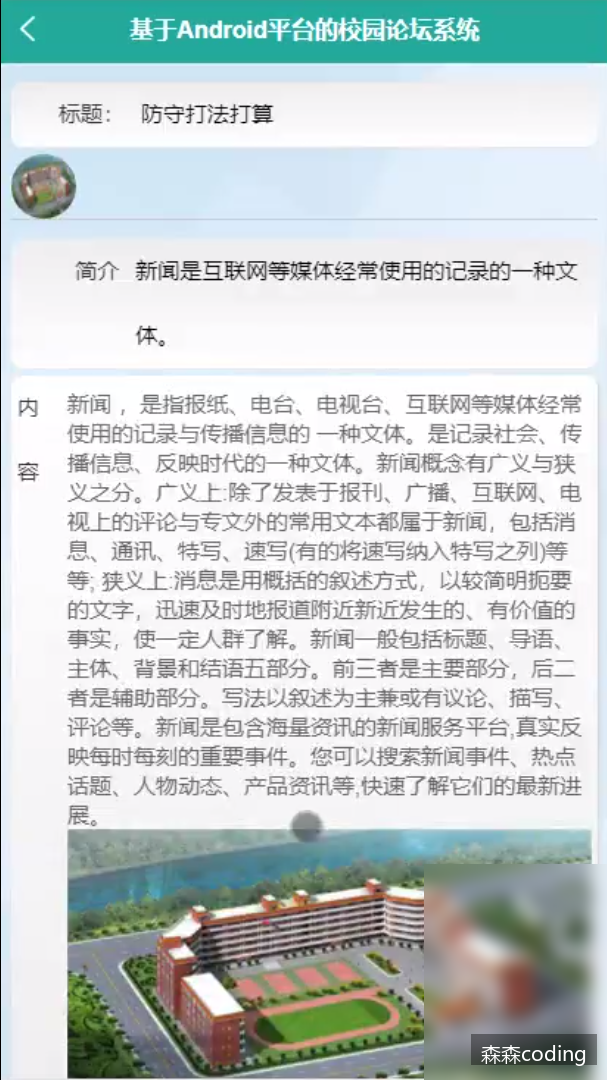 基于Android平台的校园论坛系统
标题： 防守打法打算
简介 新闻是互联网等媒体经常使用的记录的一种文
体。
内容
新闻 ，是指报纸、电台、电视台、互联网等媒体经常
使用的记录与传播信息的 一种文体。是记录社会、传
播信息、反映时代的一种文体。新闻概念有广义与狭
义之分。广义上:除了发表于报刊、广播、互联网、电
视上的评论与专文外的常用文本都属于新闻，包括消
息、通讯、特写、速写(有的将速写纳入特写之列)等
等; 狭义上:消息是用概括的叙述方式，以较简明扼要
的文字，迅速及时地报道附近新近发生的、有价值的
事实，使一定人群了解。新闻一般包括标题、导语、
主体、背景和结语五部分。前三者是主要部分，后二
者是辅助部分。写法以叙述为主兼或有议论、描写、
评论等。新闻是包含海量资讯的新闻服务平台,真实反
映每时每刻的重要事件。您可以搜索新闻事件、热点
话题、人物动态、产品资讯等,快速了解它们的最新进
展。
森森coding